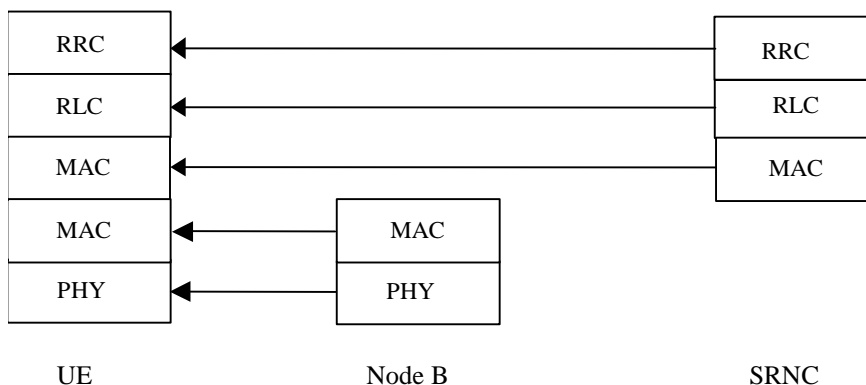 RRC RRC
RLC RLC
MAC MAC
MAC MAC
PHY PHY
UE Node B SRNC